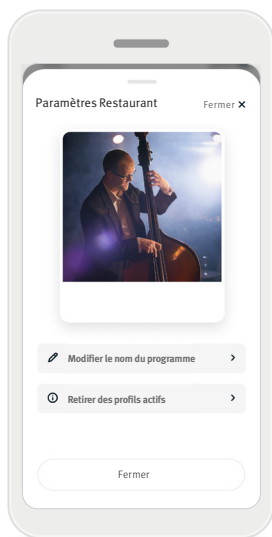 Paramètres Restaurant
Fermer ×
Modifier le nom du programme
Retirer des profils actifs
Fermer